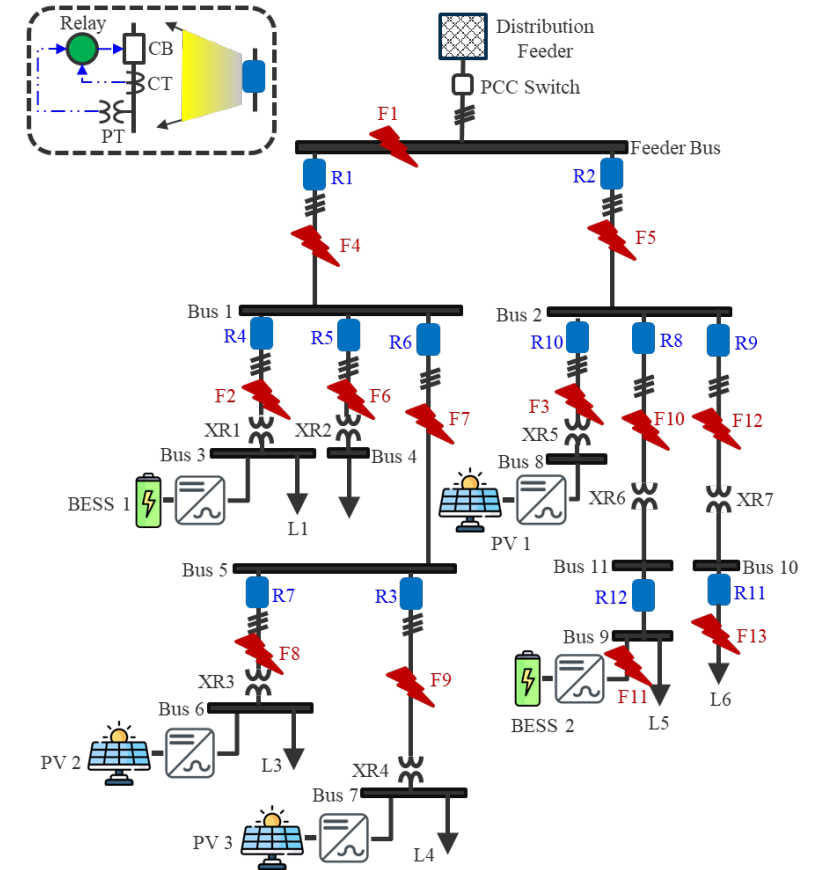 Relay
CB
CT
PT
Distribution
Feeder
PCC Switch
F1
Feeder Bus
R1
R2
F4
F5
Bus 1
Bus 2
R4
R5
R6
R10
R8
R9
F2
F6
F7
F3
F10
F12
XR1
XR2
XR5
Bus 3
Bus 4
Bus 8
BESS 1
L1
PV 1
XR6
XR7
Bus 5
Bus 11
Bus 10
R7
R3
R12
R11
F8
F9
Bus 9
F13
XR3
F11
Bus 6
BESS 2
L5
L6
PV 2
L3
XR4
Bus 7
PV 3
L4